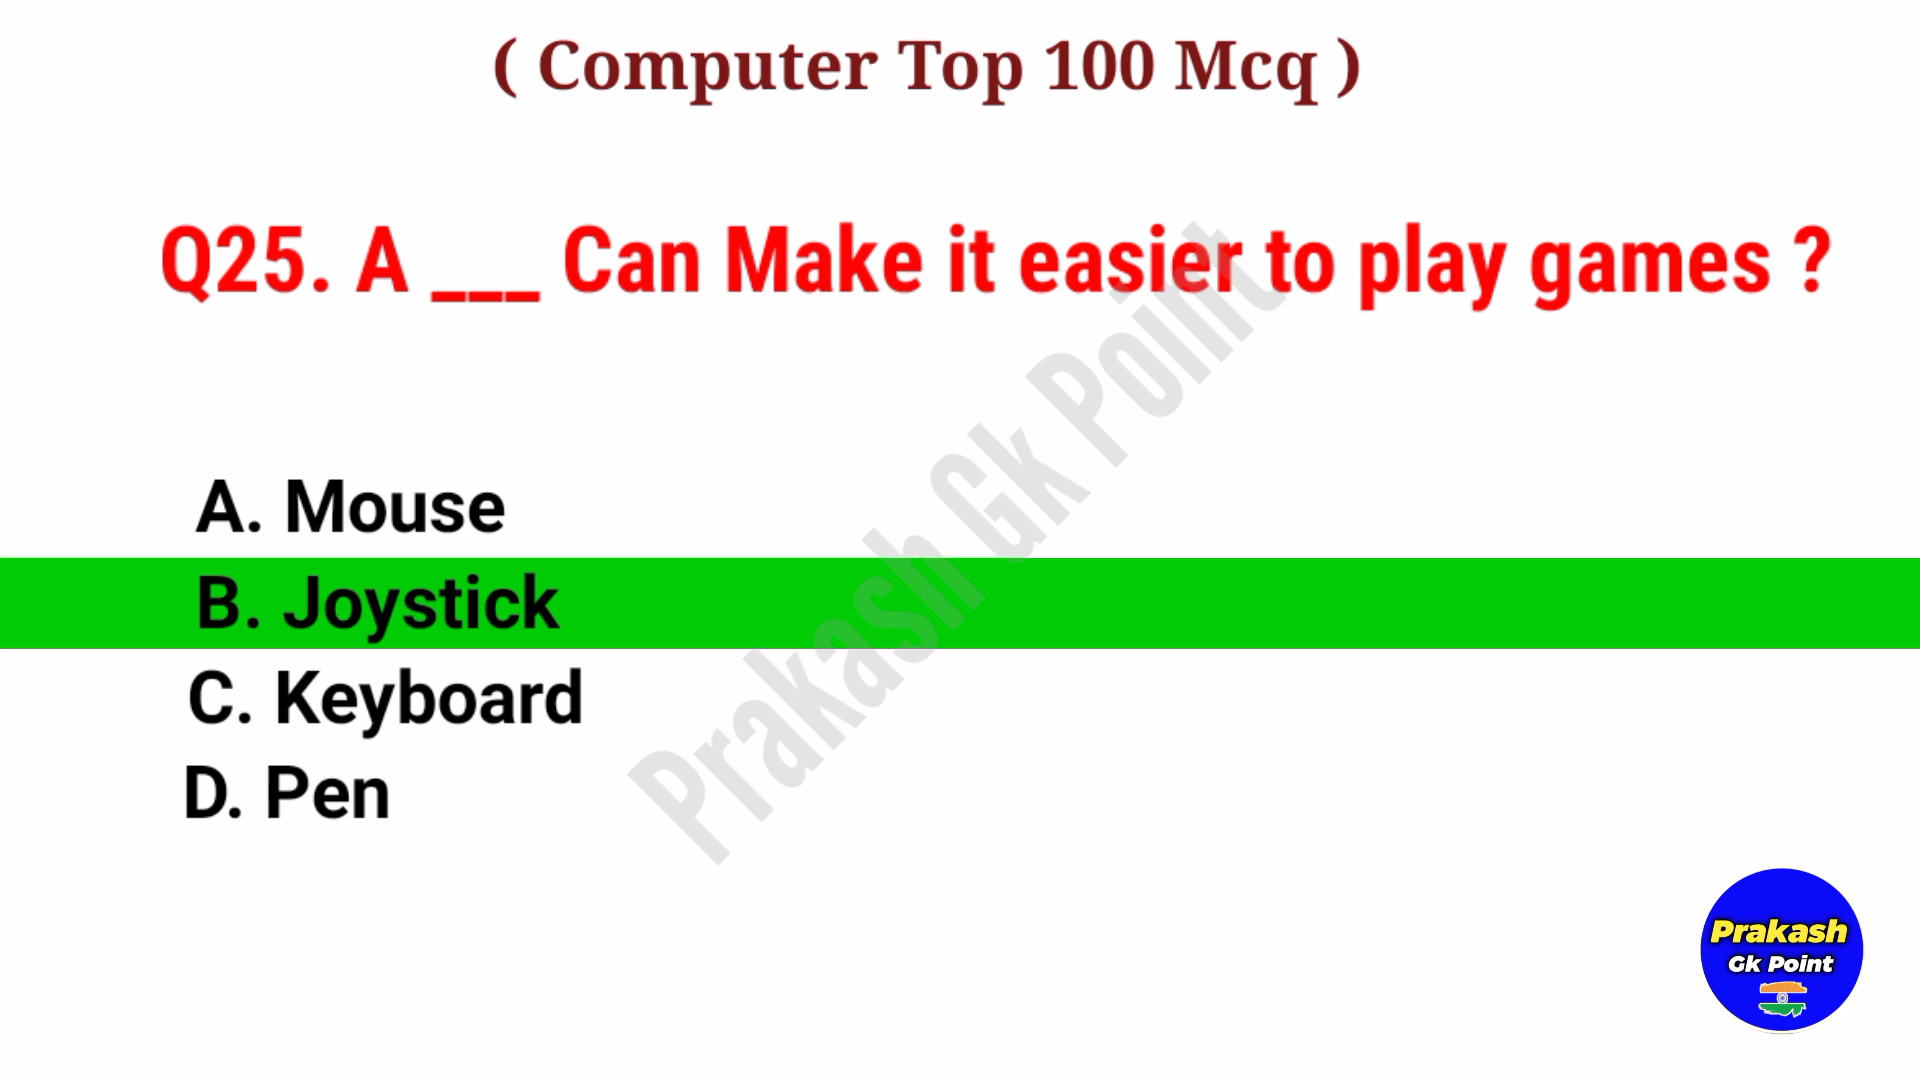 ( Computer Top 100 Mcq )
Q25. A ___ Can Make it easier to play games ?
A. Mouse
B. Joystick
C. Keyboard
D. Pen
Prakash Gk Point
Prakash
Gk Point